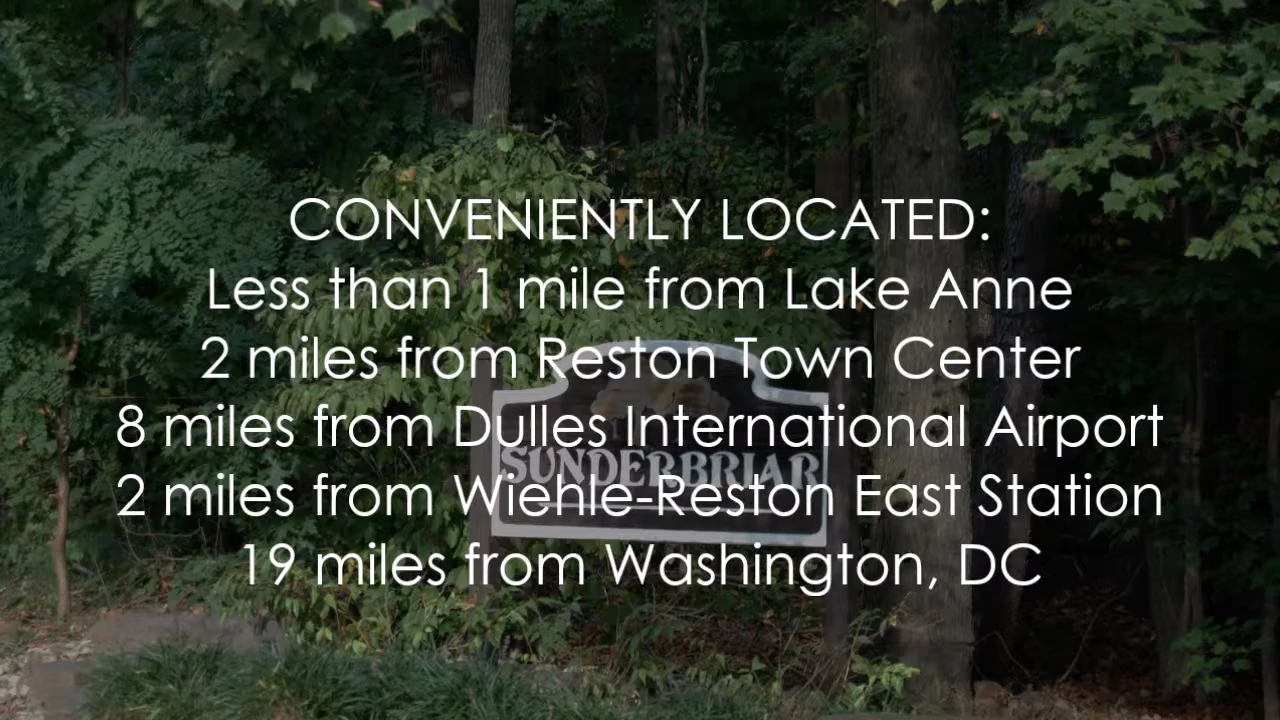 CONVENIENTLY LOCATED:
Less than 1 mile from Lake Anne
2 miles from Reston Town Center
8 miles from Dulles International Airport
SUNDERBRIAR
2 miles from Wiehle-Reston East Station
19 miles from Washington, DC